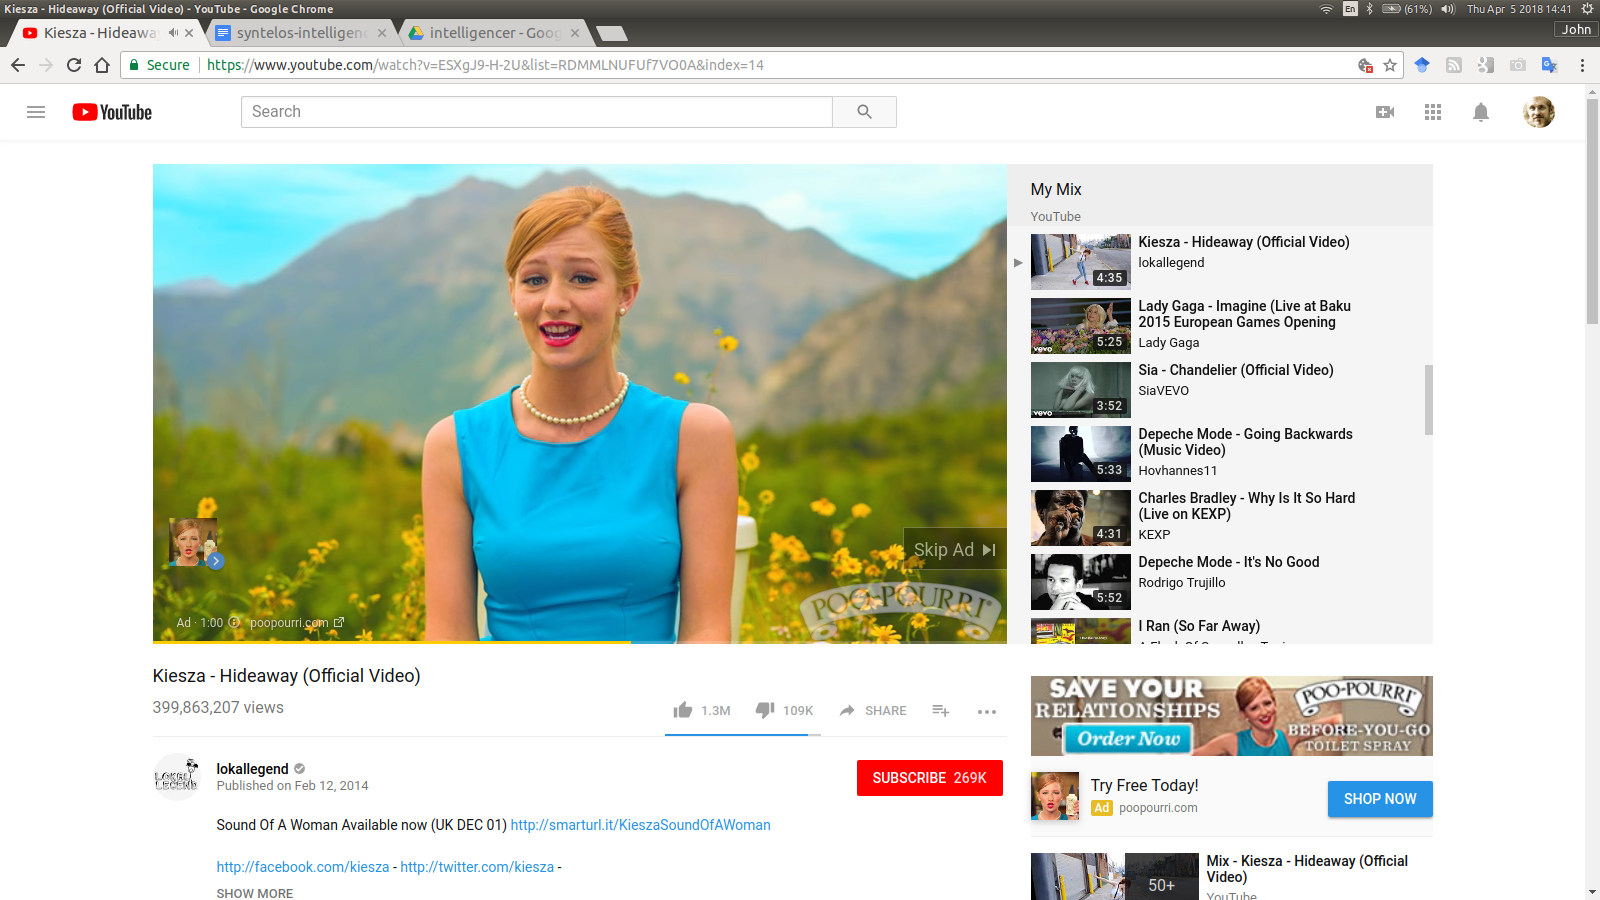 Kiesza - Hideaway (Official Video) - YouTube - Google Chrome
En
(61%)
Thu Apr 5 2018 14:41
Kiesza - Hideaway
syntelos-intelligenc
intelligencer - Goog
John
Secure
https://www.youtube.com/watch?v=ESXgJ9-H-2U&list=RDMMLNUFUf7VO0A&index=14
YouTube
Search
My Mix
YouTube
Kiesza - Hideaway (Official Video)
lokallegend
4:35
Lady Gaga - Imagine (Live at Baku
2015 European Games Opening
Lady Gaga
5:25
vevo
Sia - Chandelier (Official Video)
SiaVEVO
3:52
vevo
Depeche Mode - Going Backwards
(Music Video)
Hovhannes11
5:33
Charles Bradley - Why Is It So Hard
(Live on KEXP)
KEXP
4:31
Depeche Mode - It's No Good
Rodrigo Trujillo
5:52
I Ran (So Far Away)
Skip Ad
POO-POURRI
Ad · 1:00
poopourri.com
Kiesza - Hideaway (Official Video)
399,863,207 views
1.3M
109K
SHARE
lokallegend
Published on Feb 12, 2014
LOKAL
LEGEND
SUBSCRIBE 269K
Sound Of A Woman Available now (UK DEC 01) http://smarturl.it/KieszaSoundOfAWoman
http://facebook.com/kiesza - http://twitter.com/kiesza -
SHOW MORE
SAVE YOUR
RELATIONSHIPS
Order Now
POO-POURRI
BEFORE-YOU-GO
TOILET SPRAY
Try Free Today!
Ad poopourri.com
SHOP NOW
50+
Mix - Kiesza - Hideaway (Official
Video)
YouTube